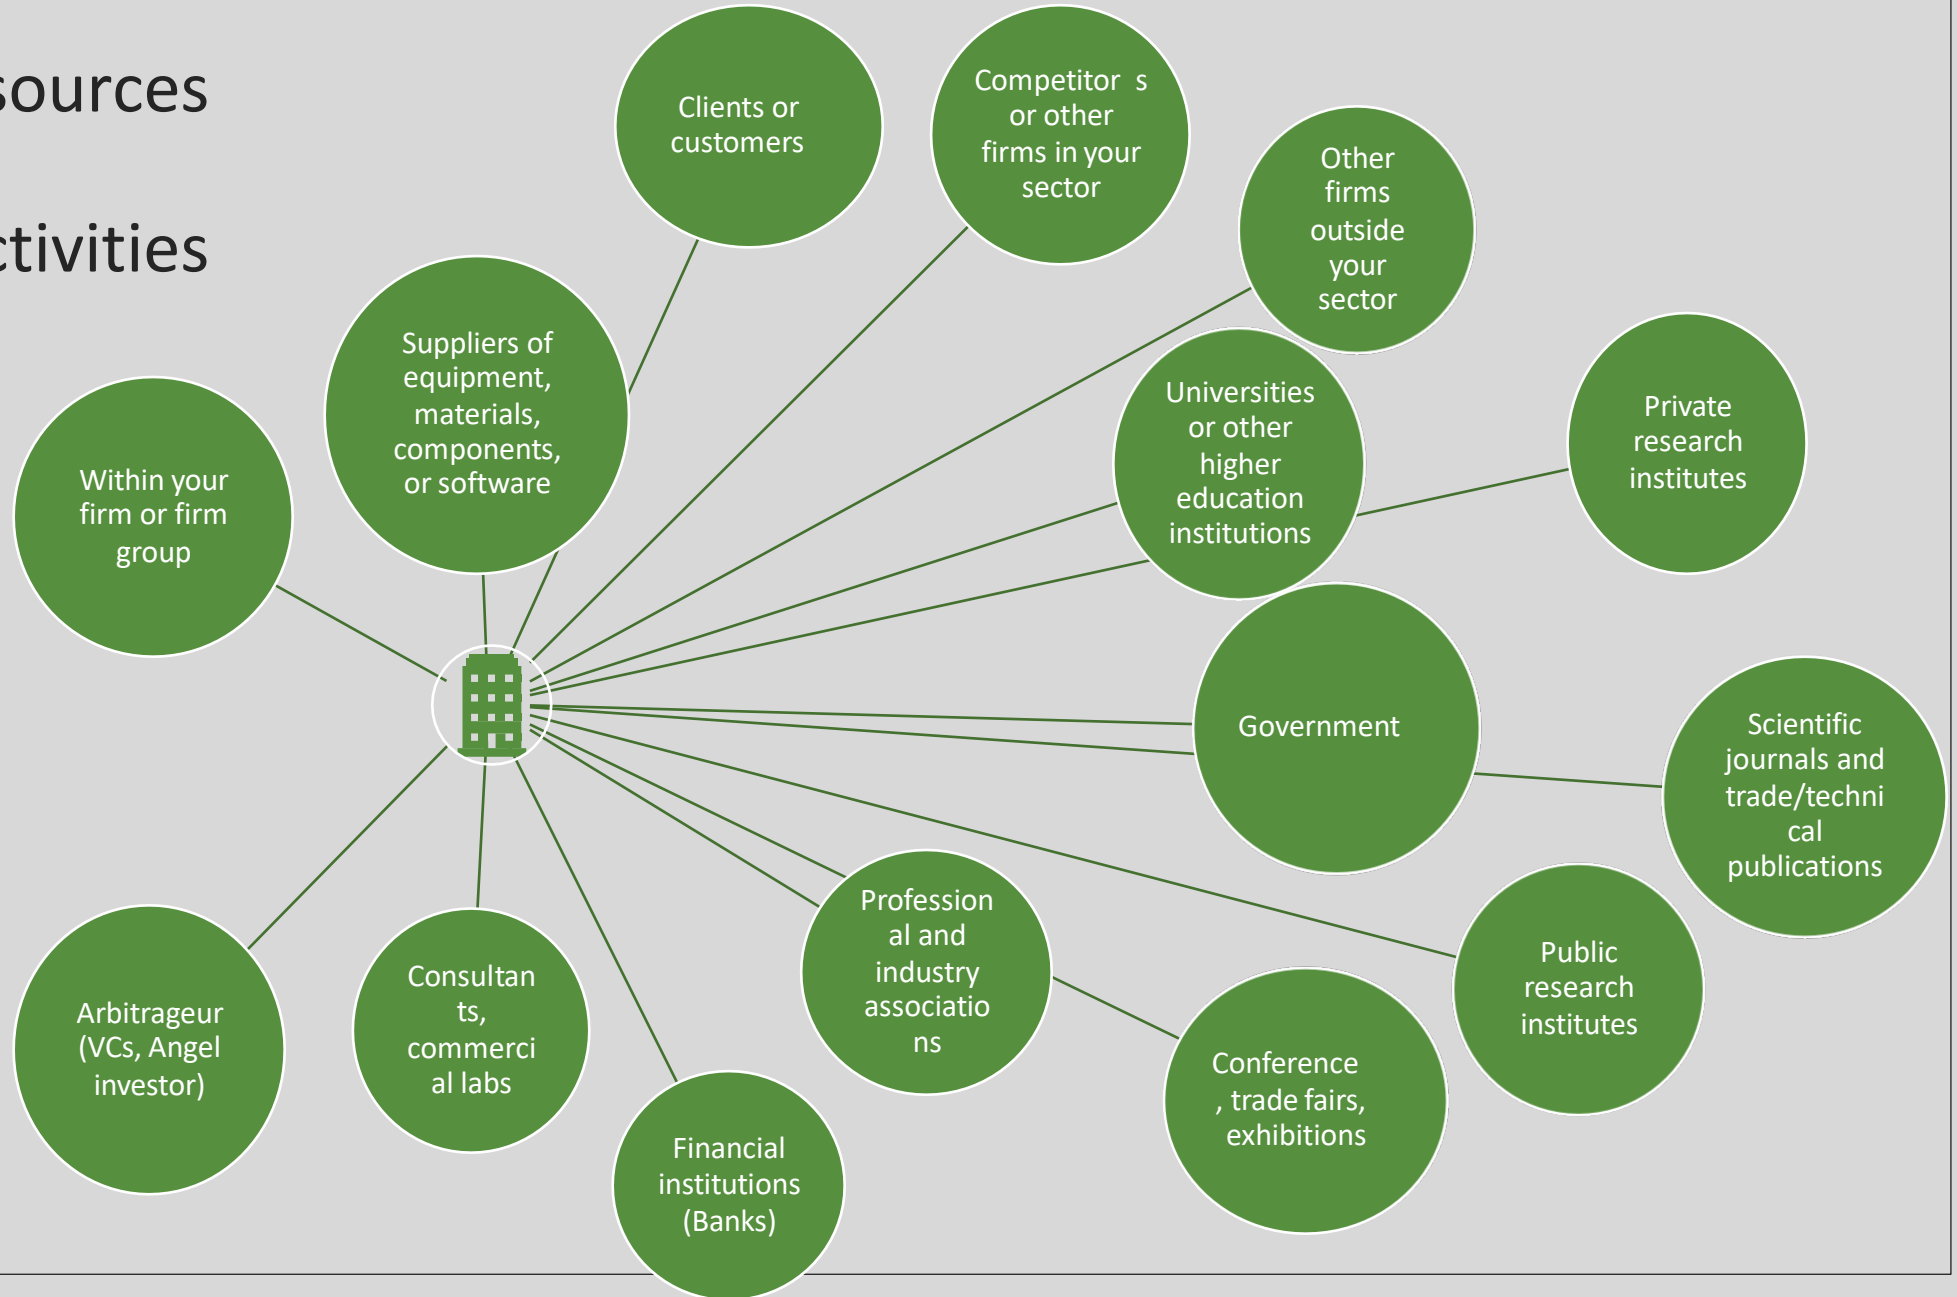 sources
ctivities
Clients or
customers
Competitor s
or other
firms in your
sector
Other
firms
outside
your
sector
Suppliers of
equipment,
materials,
components,
or software
Universities
or other
higher
education
institutions
Private
research
institutes
Within your
firm or firm
group
Government
Scientific
journals and
trade/techni
cal
publications
Profession
al and
industry
associatio
ns
Public
research
institutes
Arbitrageur
(VCs, Angel
investor)
Consultan
ts,
commerci
al labs
Conference
, trade fairs,
exhibitions
Financial
institutions
(Banks)